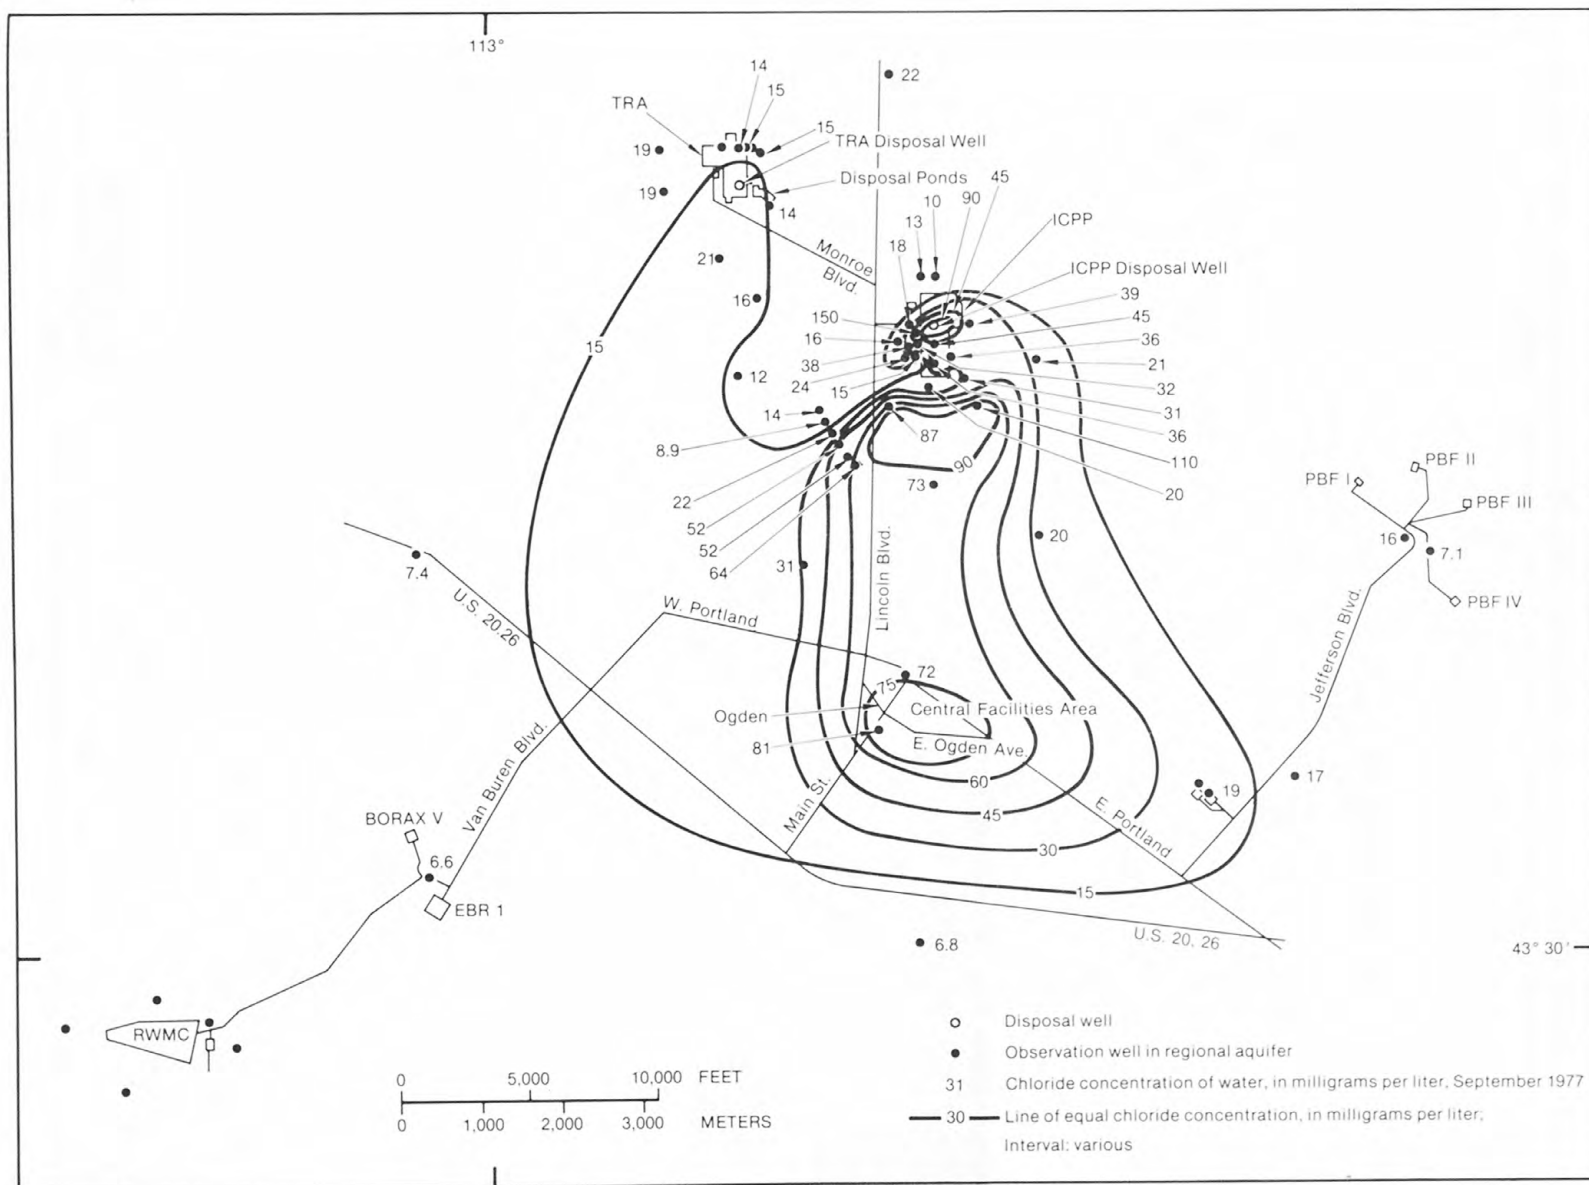 113°
14
22
15
TRA
15
TRA Disposal Well
19
Disposal Ponds
45
90
19
10
14
13
ICPP
18
Monroe
Blvd.
21
ICPP Disposal Well
39
16
150
45
16
36
15
38
21
12
24
32
15
31
14
36
8.9
87
110
90
PBF II
73
20
PBF I
22
PBF III
52
16
20
7.1
52
64
31
7.4
Lincoln Blvd.
PBF IV
U.S. 20.26
W. Portland
Jefferson Blvd.
72
75
Ogden
Central Facilities Area
81
E. Ogden Ave.
Van Buren Blvd.
60
17
19
Main St.
45
E. Portland
BORAX V
30
6.6
15
EBR 1
U.S. 20, 26
6.8
43° 30'
RWMC
Disposal well
Observation well in regional aquifer
31 Chloride concentration of water, in milligrams per liter, September 1977
30 Line of equal chloride concentration, in milligrams per liter;
Interval: various
0 5,000 10,000 FEET
0 1,000 2,000 3,000 METERS